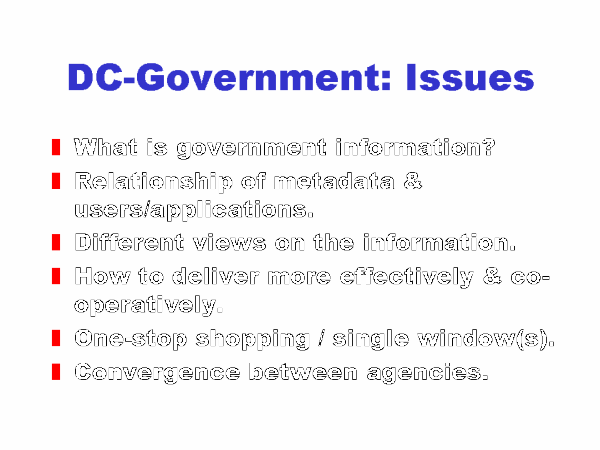 DC-Government: Issues
What is government information?
Relationship of metadata &
users/applications.
Different views on the information.
How to deliver more effectively & co-
operatively.
One-stop shopping / single window(s).
Convergence between agencies.